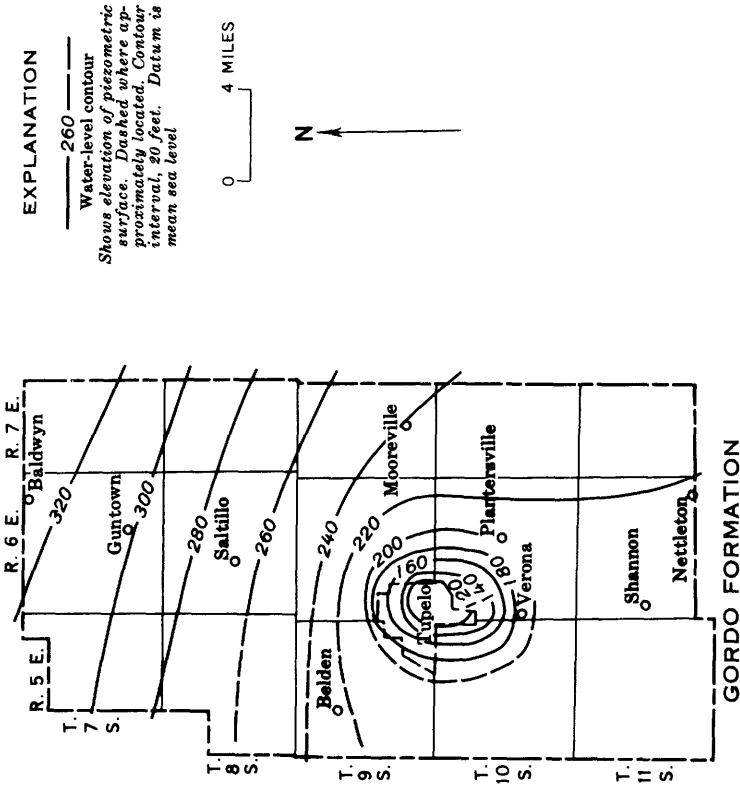 EXPLANATION
260
Water-level contour
Shows elevation of piezometric
surface. Dashed where ap-
proximately located. Contour
interval, 20 feet. Datum is
mean sea level
0 4 MILES
N
R. 5 E. R. 6 E. R. 7 E.
T. 7 S.
T. 8 S.
T. 9 S.
T. 10 S.
T. 11 S.
Baldwyn
320
Guntown
300
280
Saltillo
260
240
Mooreville
220
Belden
200
160
Plantersville
Tupelo
120
140
180
Verona
Shannon
Nettleton
GORDO FORMATION